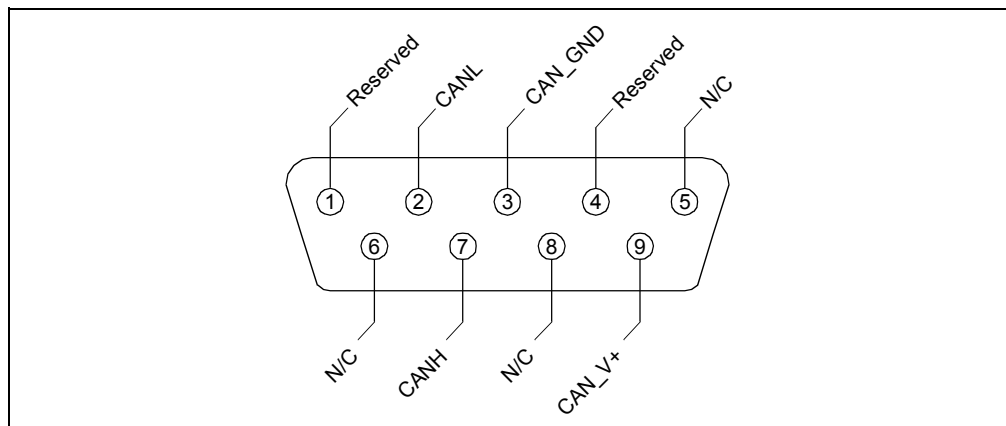 Reserved
CANL
CAN_GND
Reserved
N/C
1
2
3
4
5
6
7
8
9
N/C
CANH
N/C
CAN_V+